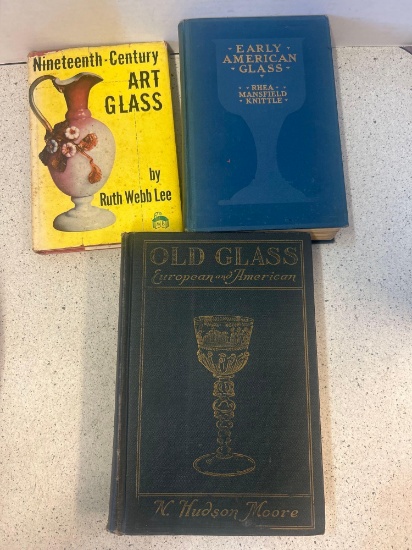 Nineteenth-Century
ART
GLASS
by
Ruth Webb Lee
EARLY
AMERICAN
GLASS
RHEA
MANSFIELD
KNITTLE
OLD GLASS
European and American
N. Hudson Moore